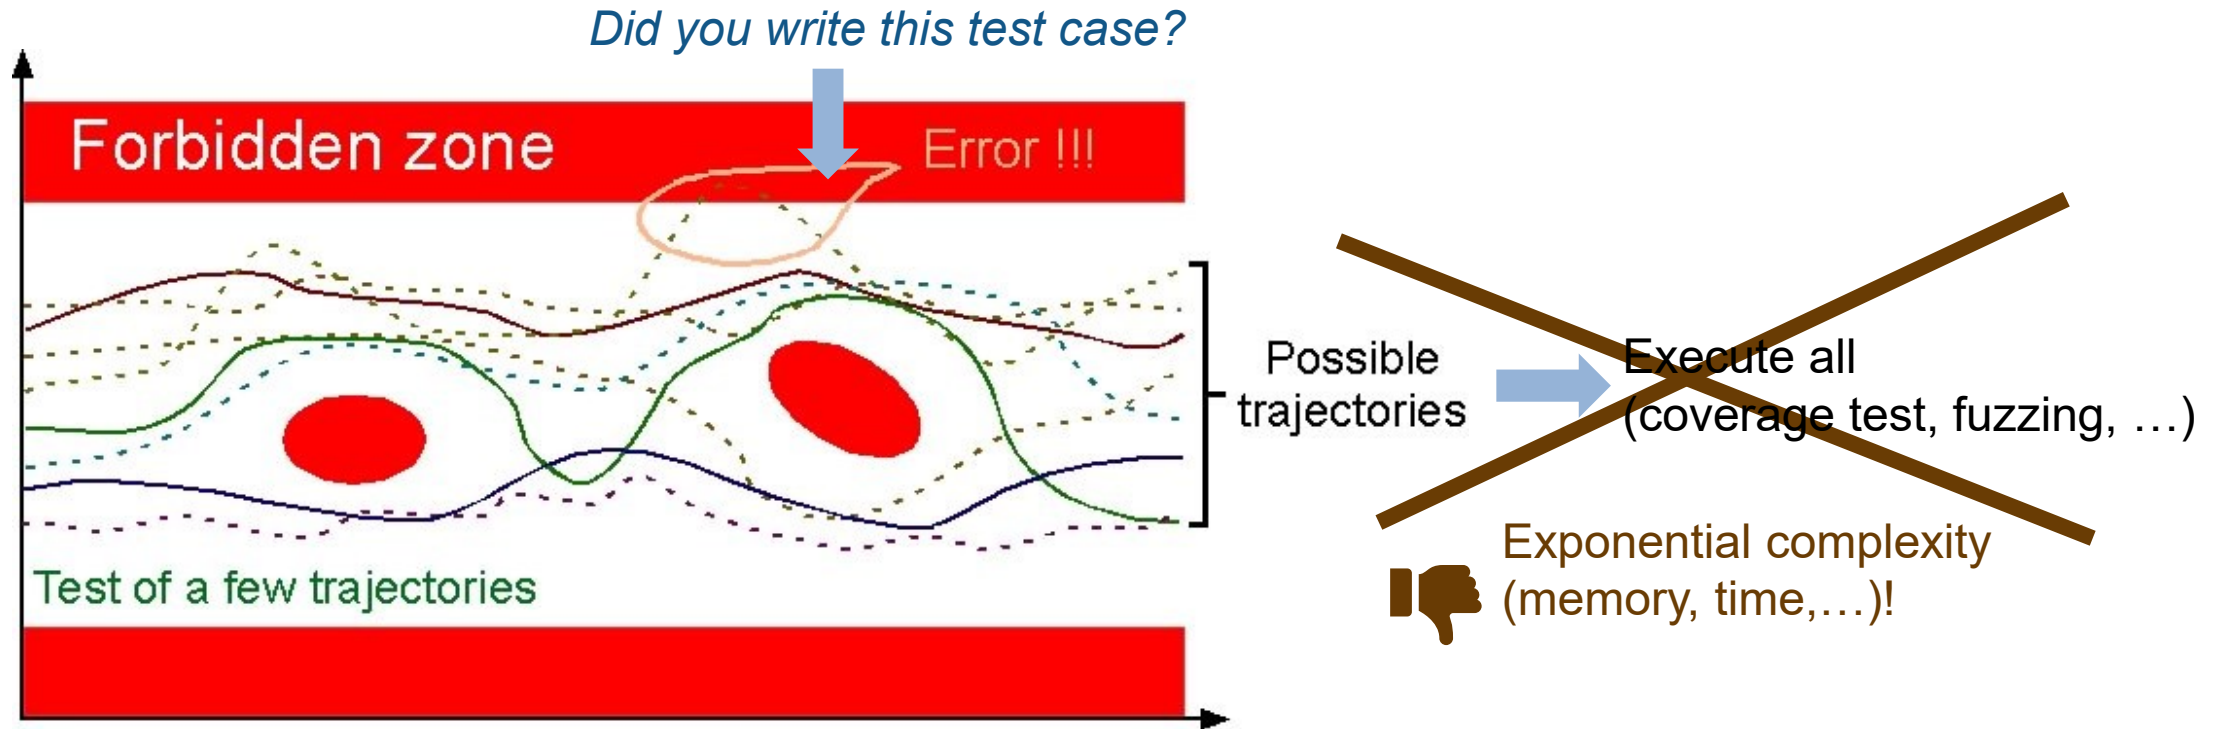 Did you write this test case?
Forbidden zone
Error !!!
Possible
trajectories
Execute all
(coverage test, fuzzing, …)
Exponential complexity
(memory, time,…)!
Test of a few trajectories